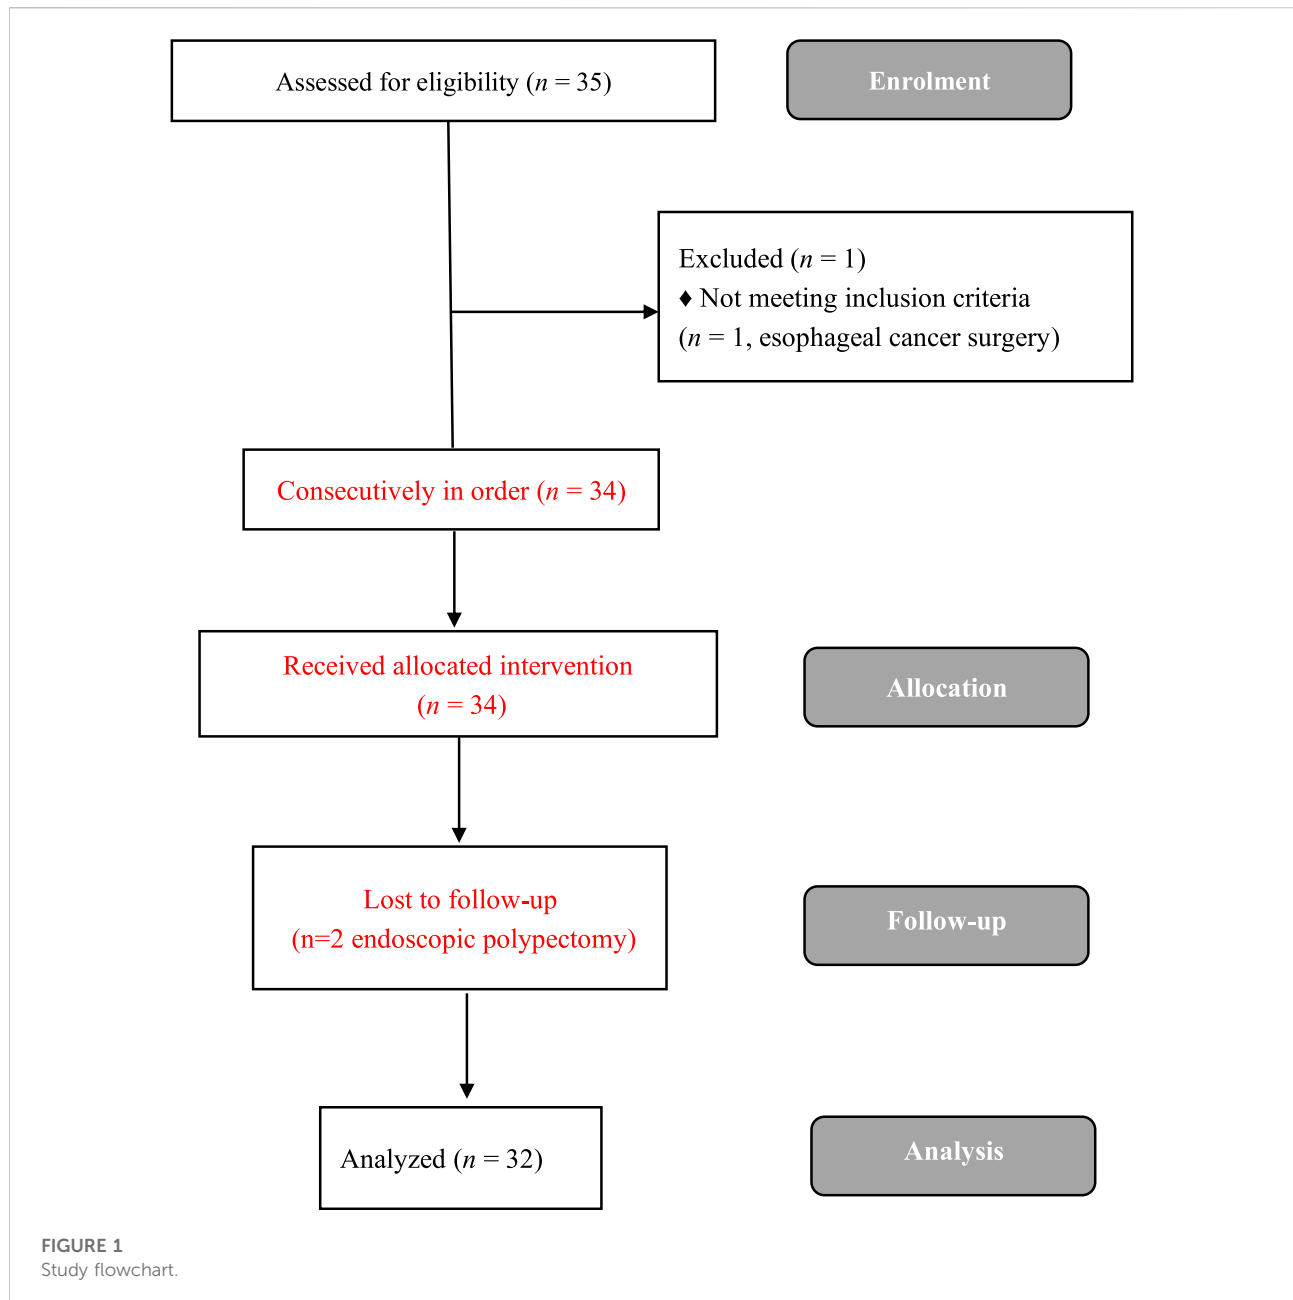 Assessed for eligibility (n = 35)
Enrolment
Excluded (n = 1)
♦ Not meeting inclusion criteria
(n = 1, esophageal cancer surgery)
Consecutively in order (n = 34)
Received allocated intervention
(n = 34)
Allocation
Lost to follow-up
(n=2 endoscopic polypectomy)
Follow-up
Analyzed (n = 32)
Analysis
FIGURE 1
Study flowchart.